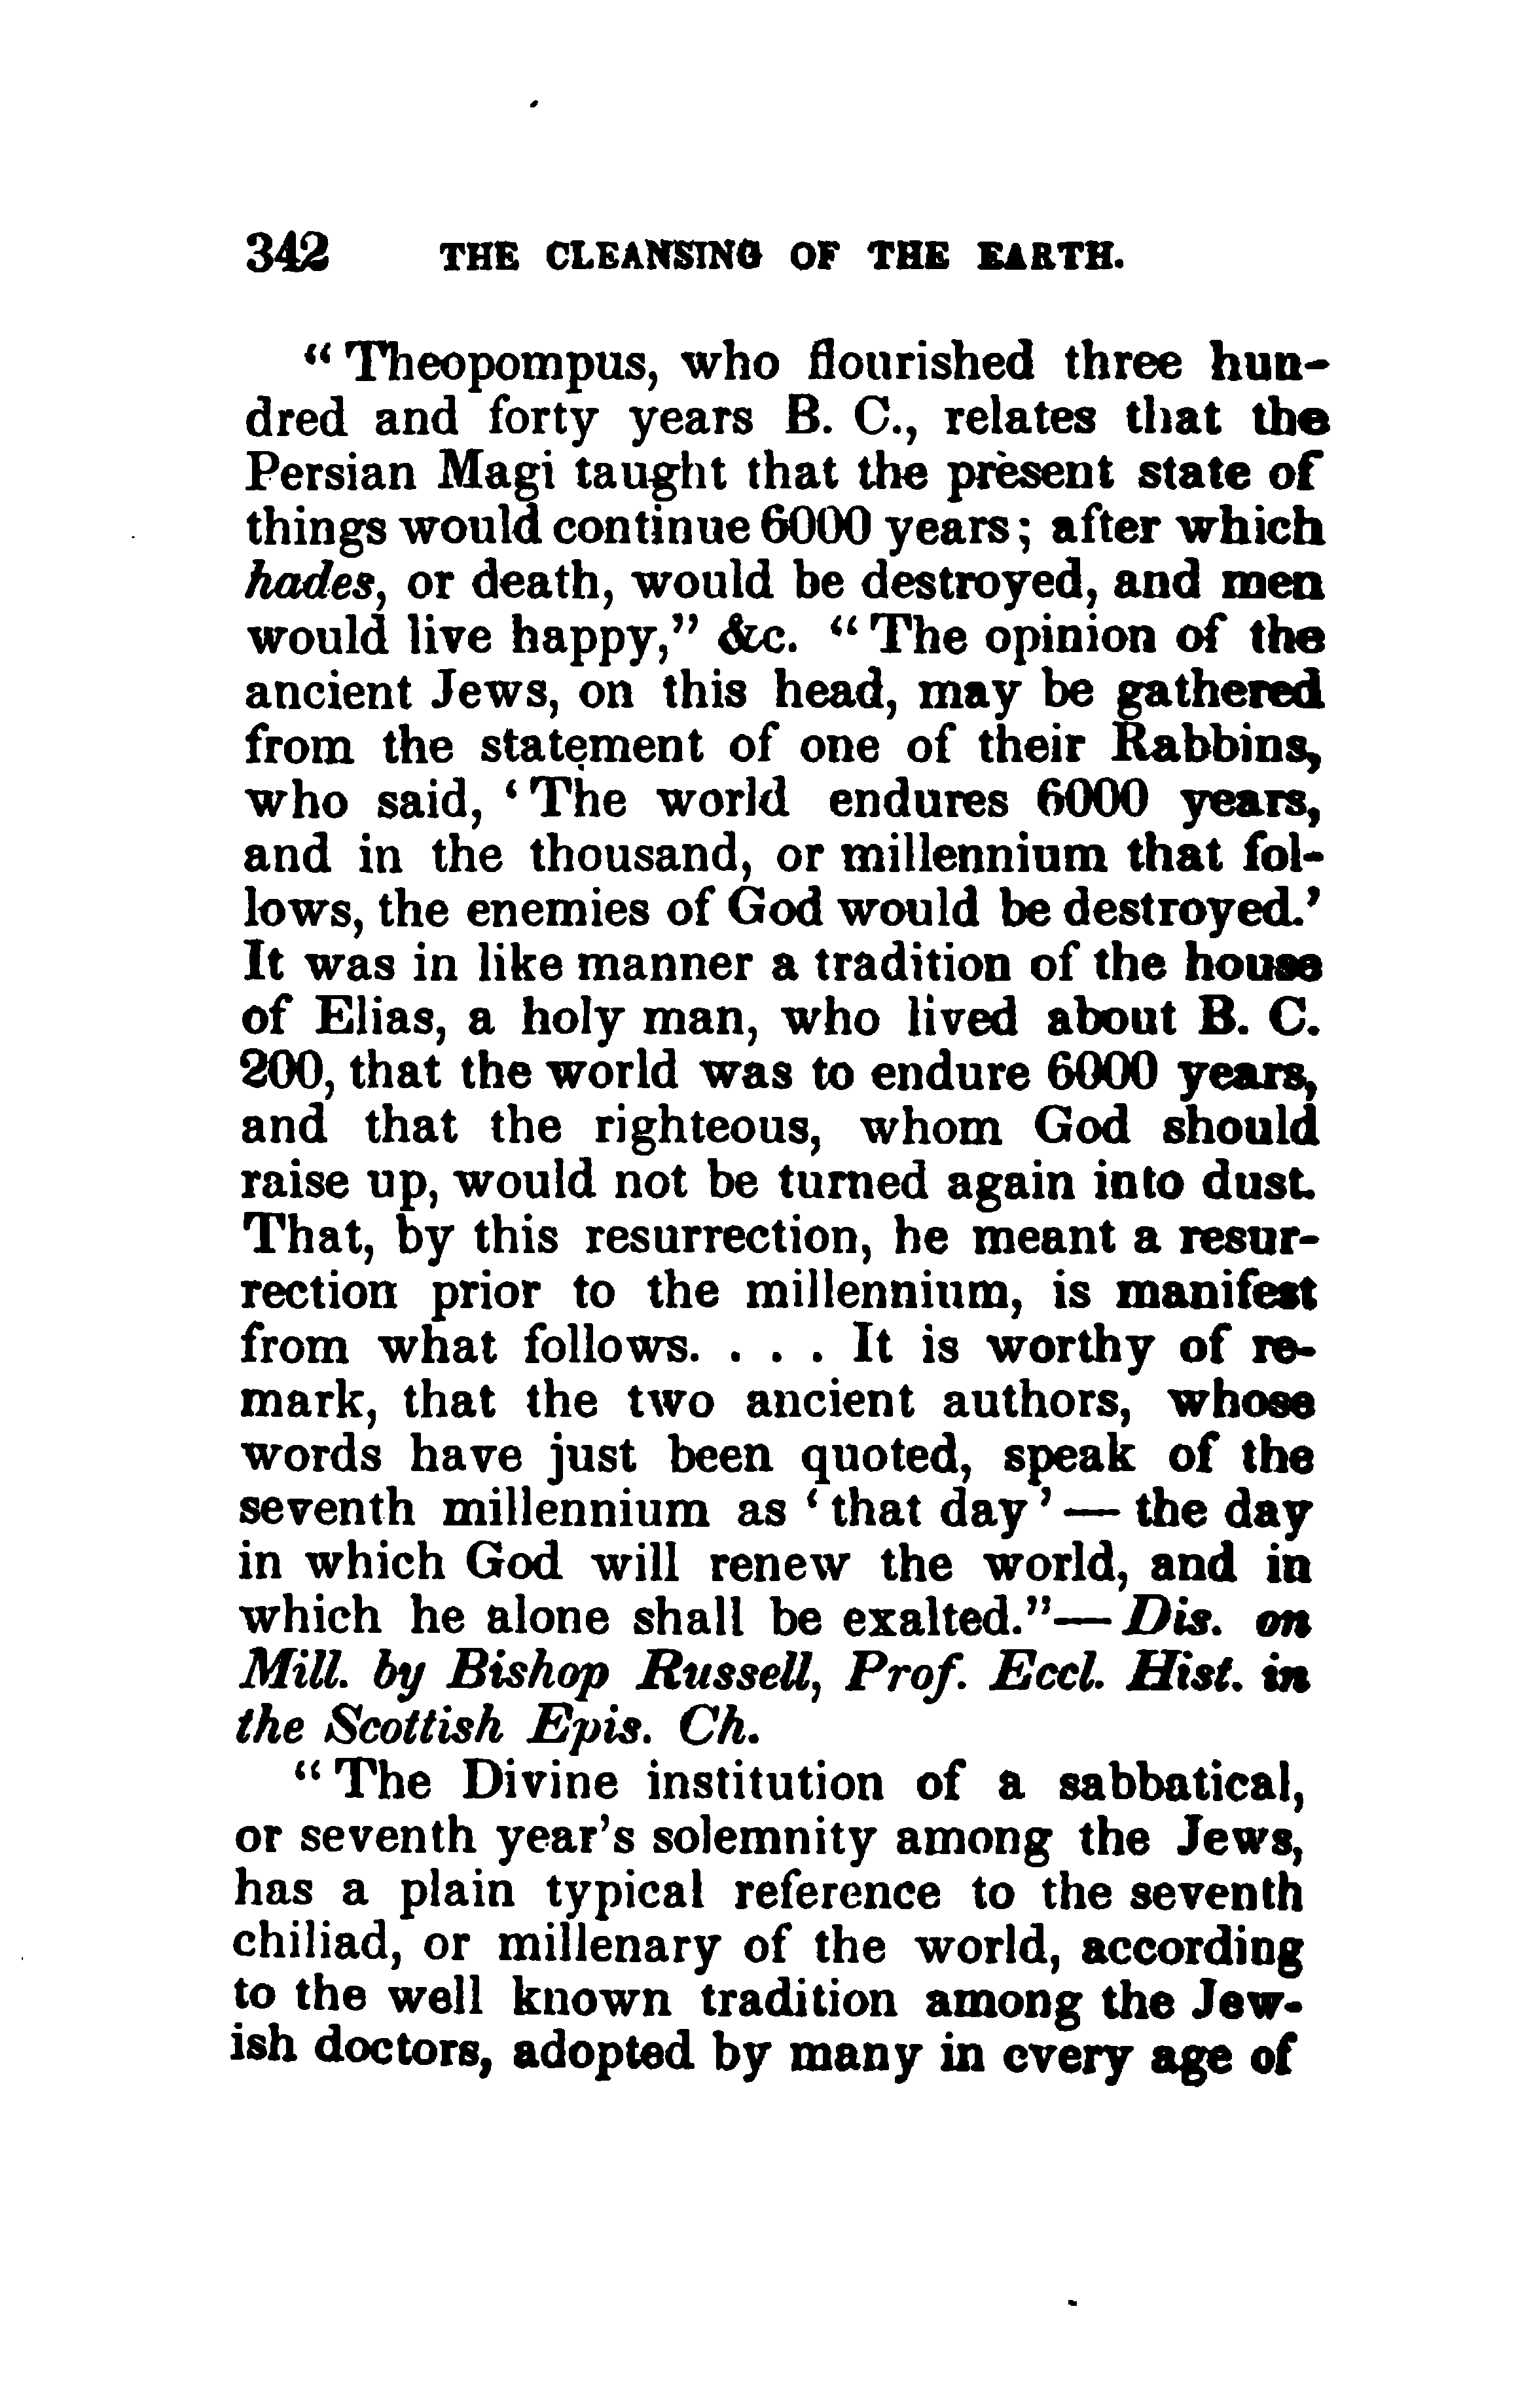 342 THE CLEANSING OF THE EARTH.
“Theopompus, who flourished three hun-
dred and forty years B. C., relates that the
Persian Magi taught that the present state of
things would continue 6000 years; after which
hades, or death, would be destroyed, and men
would live happy,” &c. “The opinion of the
ancient Jews, on this head, may be gathered
from the statement of one of their Rabbins,
who said, ‘The world endures 6000 years,
and in the thousand, or millennium that fol-
lows, the enemies of God would be destroyed.’
It was in like manner a tradition of the house
of Elias, a holy man, who lived about B. C.
200, that the world was to endure 6000 years,
and that the righteous, whom God should
raise up, would not be turned again into dust.
That, by this resurrection, he meant a resur-
rection prior to the millennium, is manifest
from what follows. . . . It is worthy of re-
mark, that the two ancient authors, whose
words have just been quoted, speak of the
seventh millennium as ‘that day’ — the day
in which God will renew the world, and in
which he alone shall be exalted.”— Dis. on
Mill. by Bishop Russell, Prof. Eccl. Hist. in
the Scottish Epis. Ch.
“The Divine institution of a sabbatical,
or seventh year’s solemnity among the Jews,
has a plain typical reference to the seventh
chiliad, or millenary of the world, according
to the well known tradition among the Jew-
ish doctors, adopted by many in every age of